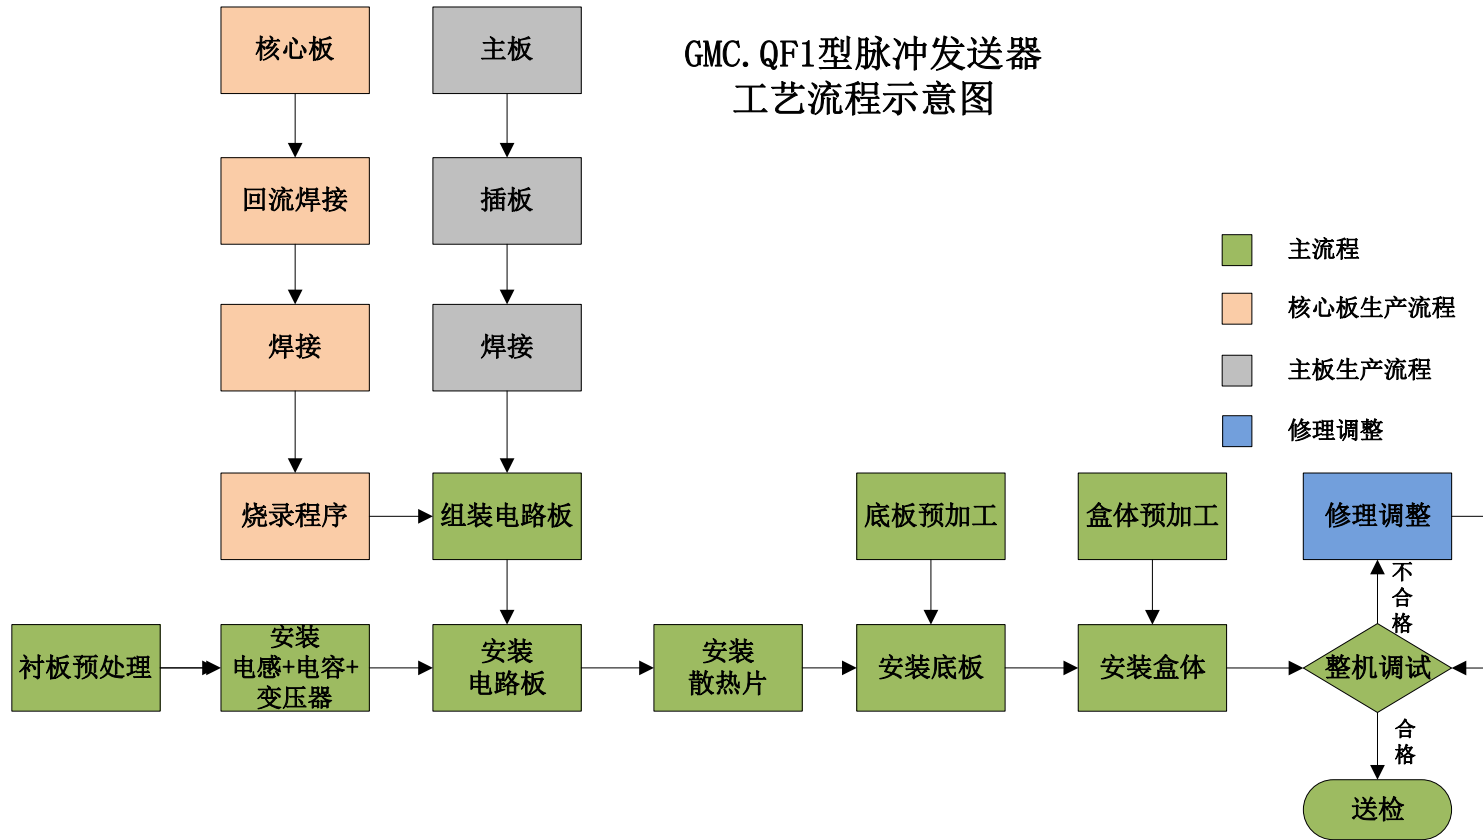 核心板
主板
GMC.QF1型脉冲发送器
工艺流程示意图
回流焊接
插板
主流程
核心板生产流程
焊接
焊接
主板生产流程
修理调整
烧录程序
组装电路板
底板预加工
盒体预加工
修理调整
不
合
格
衬板预处理
安装
电感+电容+
变压器
安装
电路板
安装
散热片
安装底板
安装盒体
整机调试
合
格
送检